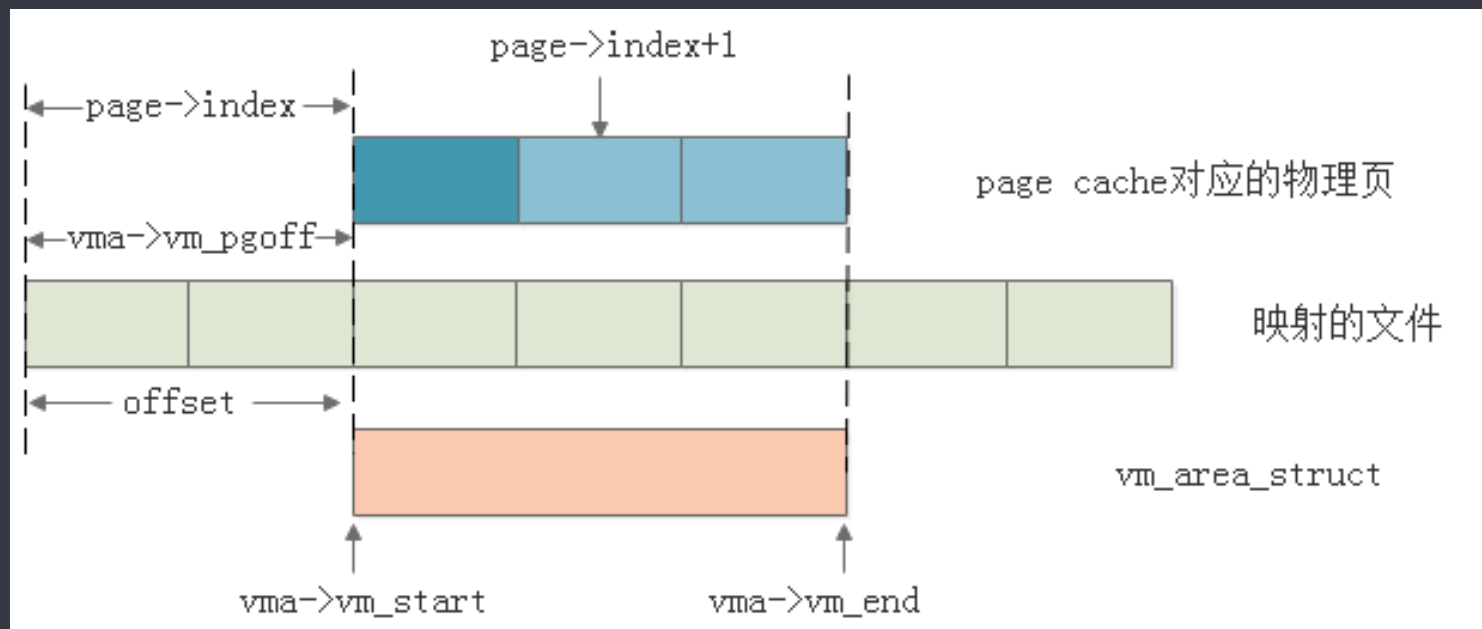 page->index+1
page->index
page cache对应的物理页
vma->vm_pgoff
映射的文件
offset
vm_area_struct
vma->vm_start
vma->vm_end